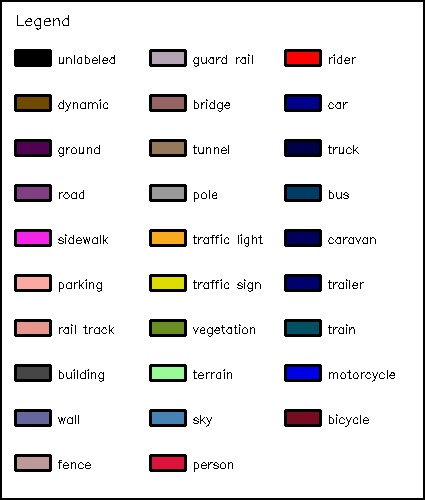 Legend
unlabeled
dynamic
ground
road
sidewalk
parking
rail track
building
wall
fence
guard rail
bridge
tunnel
pole
traffic light
traffic sign
vegetation
terrain
sky
person
rider
car
truck
bus
caravan
trailer
train
motorcycle
bicycle